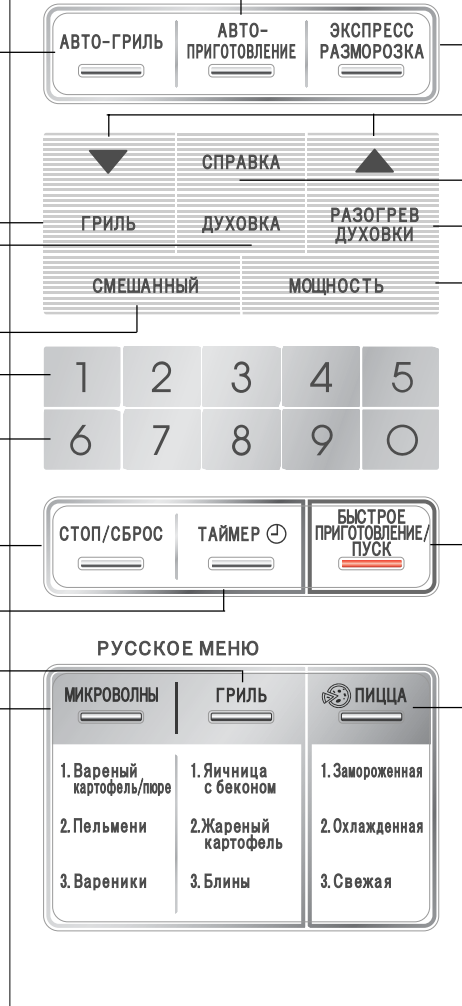 АВТО-ГРИЛЬ
АВТО-
ПРИГОТОВЛЕНИЕ
ЭКСПРЕСС
РАЗМОРОЗКА
СПРАВКА
ГРИЛЬ
ДУХОВКА
РАЗОГРЕВ
ДУХОВКИ
СМЕШАННЫЙ
МОЩНОСТЬ
1 2 3 4 5
6 7 8 9 0
СТОП/СБРОС
ТАЙМЕР
БЫСТРОЕ
ПРИГОТОВЛЕНИЕ/
ПУСК
РУССКОЕ МЕНЮ
МИКРОВОЛНЫ
1. Вареный
картофель/пюре
2. Пельмени
3. Вареники
ГРИЛЬ
1. Яичница
с беконом
2. Жареный
картофель
3. Блины
ПИЦЦА
1. Замороженная
2. Охлажденная
3. Свежая